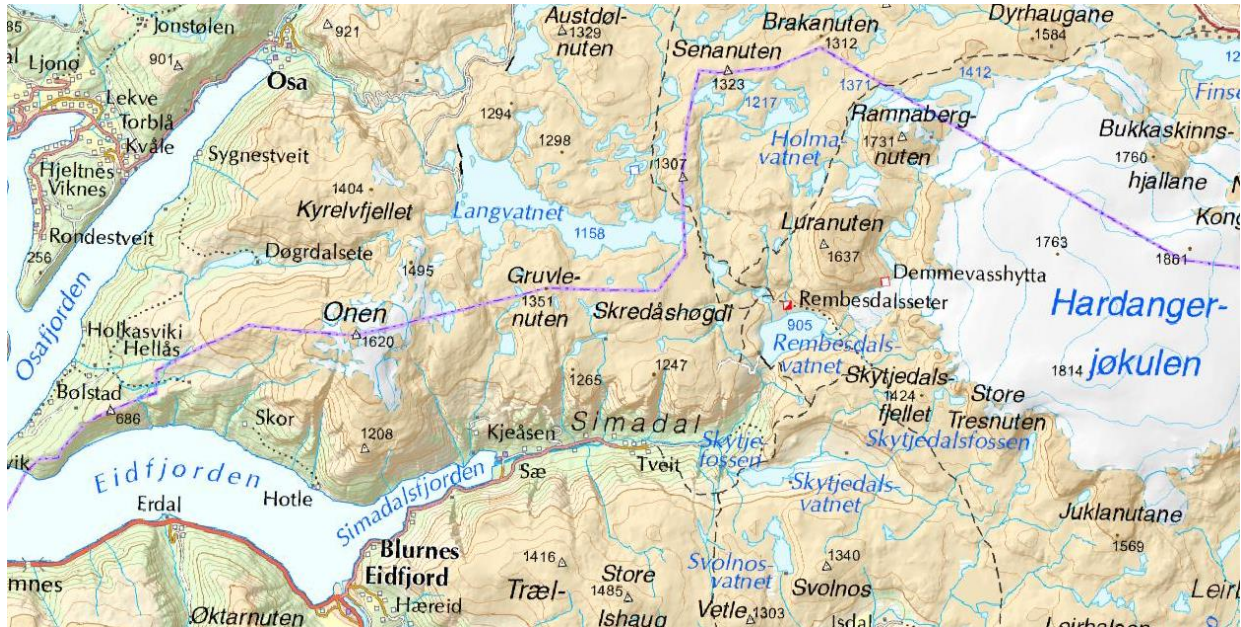 Jonstølen
901
Ljono
Lekve
Torblå
Kvåle
Hjeltnes
Viknes
Rondestveit
256
Osafjorden
Osa
921
Sygnestveit
1404
Kyrelvfjellet
Døgrdalsete
1495
Onen
1620
Holkasviki
Hellås
Bolstad
686
Skor
1208
Eidfjorden
Hotle
Erdal
Simadalsfjorden
Blurnes
Eidfjord
Hæreid
Øktarnuten
Austdøl-
1329
nuten
1294
1298
Langvatnet
1158
Gruvle-
1351
nuten
Skredåshøgdi
1265
1247
Simadal
Kjeåsen
Sæ
Tveit
Skytje-
fossen
Skytjedals-
vatnet
Svolnos-
vatnet
1416
Træl-
Store
1485
Ishaug
Vetle
1303
1340
Svolnos
Isdal
Brakanuten
1312
Senanuten
1323
1217
1371
1307
Holma-
vatnet
Dyrhaugane
1584
1412
Ramnaberg-
1731
nuten
Luranuten
1637
Demmevasshytta
Rembesdalsseter
905
Rembesdals-
vatnet
Skytjedals-
1424
fjellet
Skytjedalsfossen
Store
Tresnuten
Bukkaskinns-
1760
hjallane
1763
1861
Hardanger-
1814
jøkulen
Juklanutane
1569